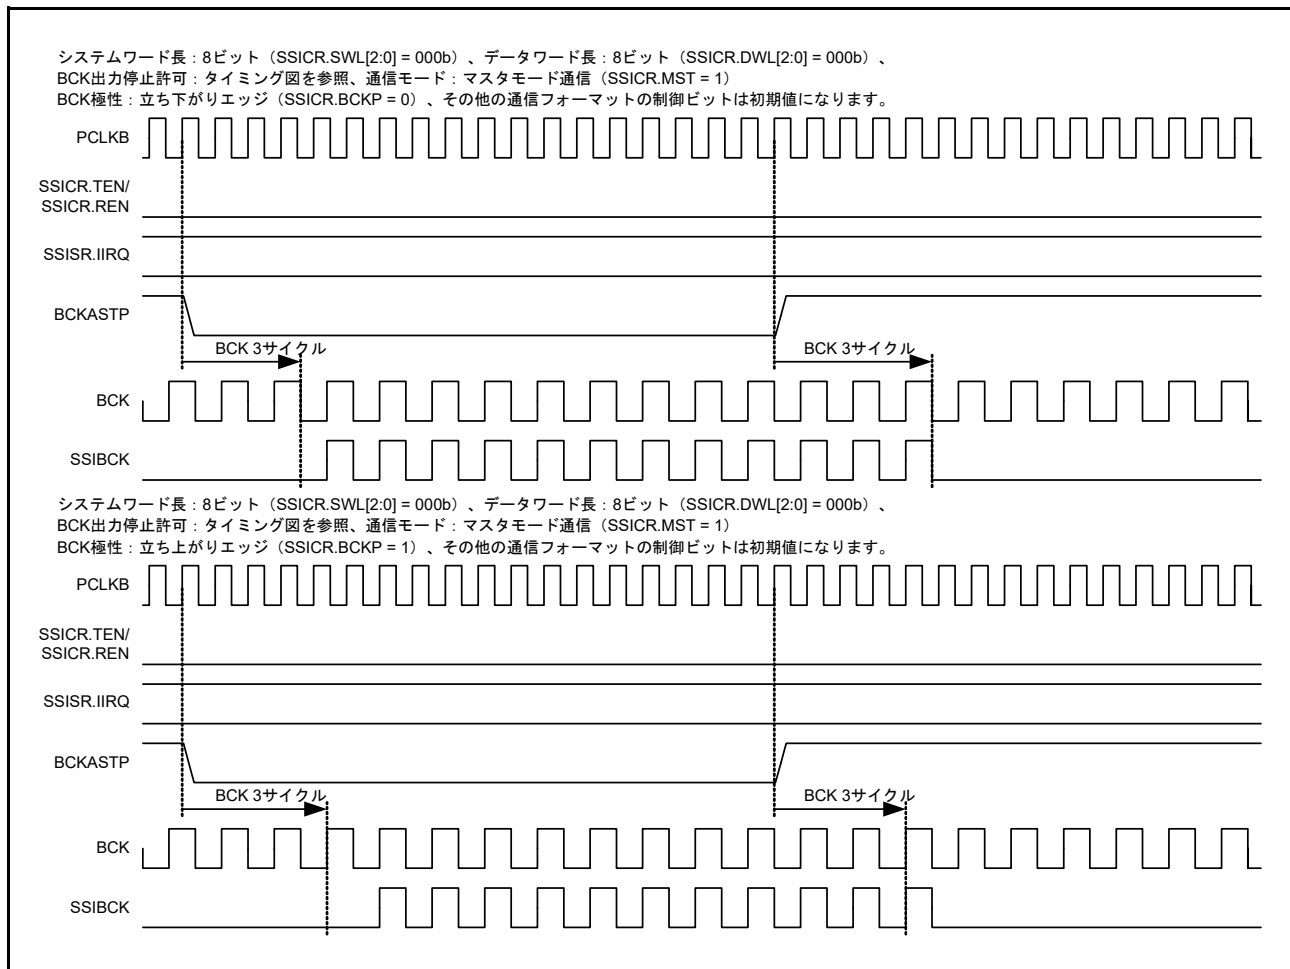 システムワード長：8ビット（SSICR.SWL[2:0] = 000b）、データワード長：8ビット（SSICR.DWL[2:0] = 000b）、
BCK出力停止許可：タイミング図を参照、通信モード：マスタモード通信（SSICR.MST = 1）
BCK極性：立ち下がりエッジ（SSICR.BCKP = 0）、その他の通信フォーマットの制御ビットは初期値になります。
PCLKB
SSICR.TEN/
SSICR.REN
SSISR.IIRQ
BCKASTP
BCK 3サイクル
BCK 3サイクル
BCK
SSIBCK
システムワード長：8ビット（SSICR.SWL[2:0] = 000b）、データワード長：8ビット（SSICR.DWL[2:0] = 000b）、
BCK出力停止許可：タイミング図を参照、通信モード：マスタモード通信（SSICR.MST = 1）
BCK極性：立ち上がりエッジ（SSICR.BCKP = 1）、その他の通信フォーマットの制御ビットは初期値になります。
PCLKB
SSICR.TEN/
SSICR.REN
SSISR.IIRQ
BCKASTP
BCK 3サイクル
BCK 3サイクル
BCK
SSIBCK